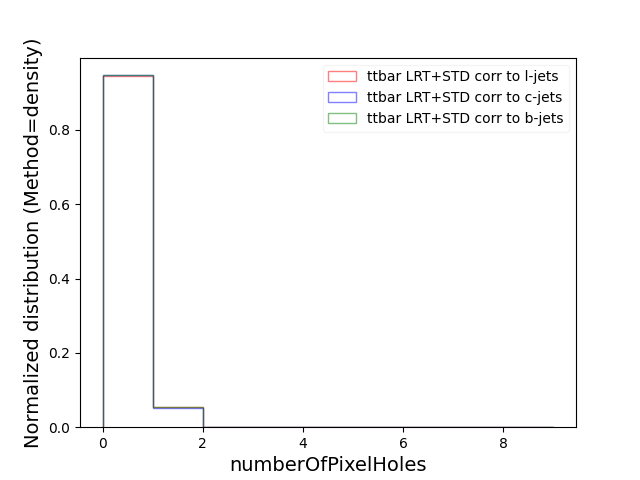 ttbar LRT+STD corr to l-jets
ttbar LRT+STD corr to c-jets
ttbar LRT+STD corr to b-jets
Normalized distribution (Method=density)
0.8
0.6
0.4
0.2
0.0
0 2 4 6 8
numberOfPixelHoles